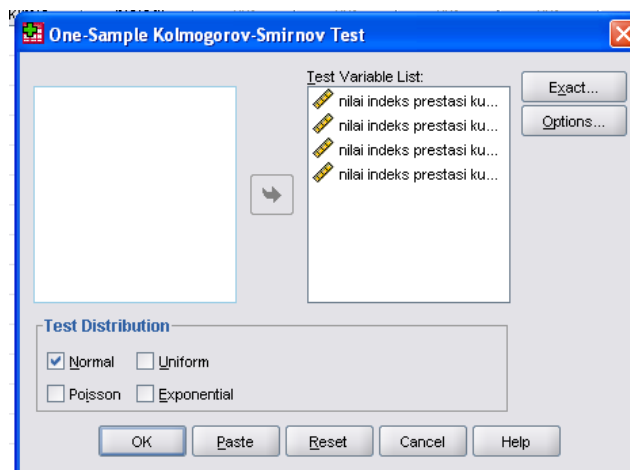 One-Sample Kolmogorov-Smirnov Test
Test Variable List:
nilai indeks prestasi ku...
nilai indeks prestasi ku...
nilai indeks prestasi ku...
nilai indeks prestasi ku...
Exact...
Options...
Test Distribution
Normal Uniform
Poisson Exponential
OK Paste Reset Cancel Help